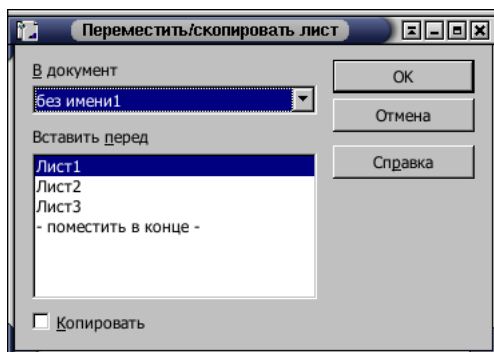 Переместить/скопировать лист
В документ
без имени1
Вставить перед
Лист1
Лист2
Лист3
- поместить в конце -
Копировать
OK
Отмена
Справка